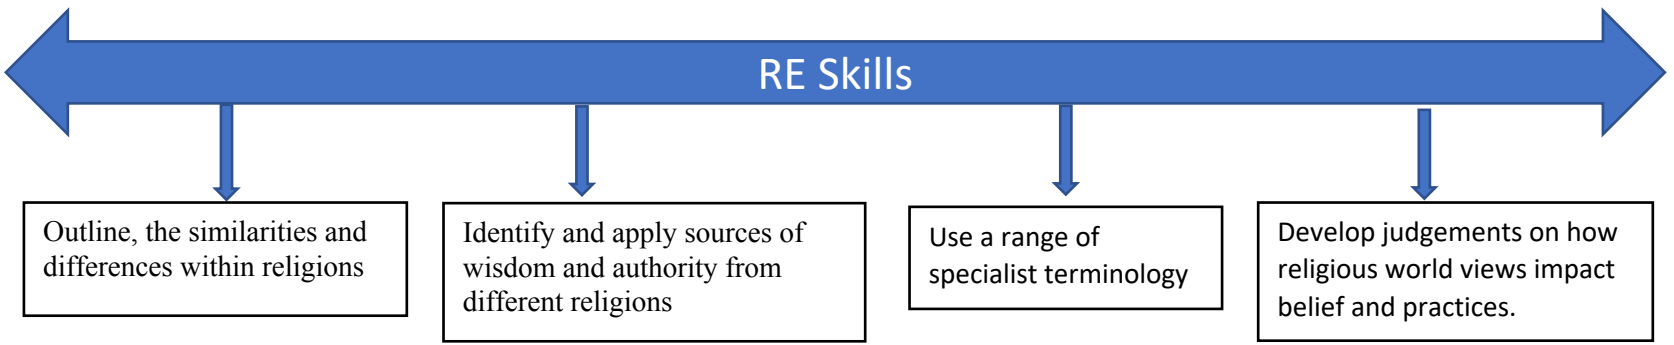 RE Skills
Outline, the similarities and
differences within religions
Identify and apply sources of
wisdom and authority from
different religions
Use a range of
specialist terminology
Develop judgements on how
religious world views impact
belief and practices.